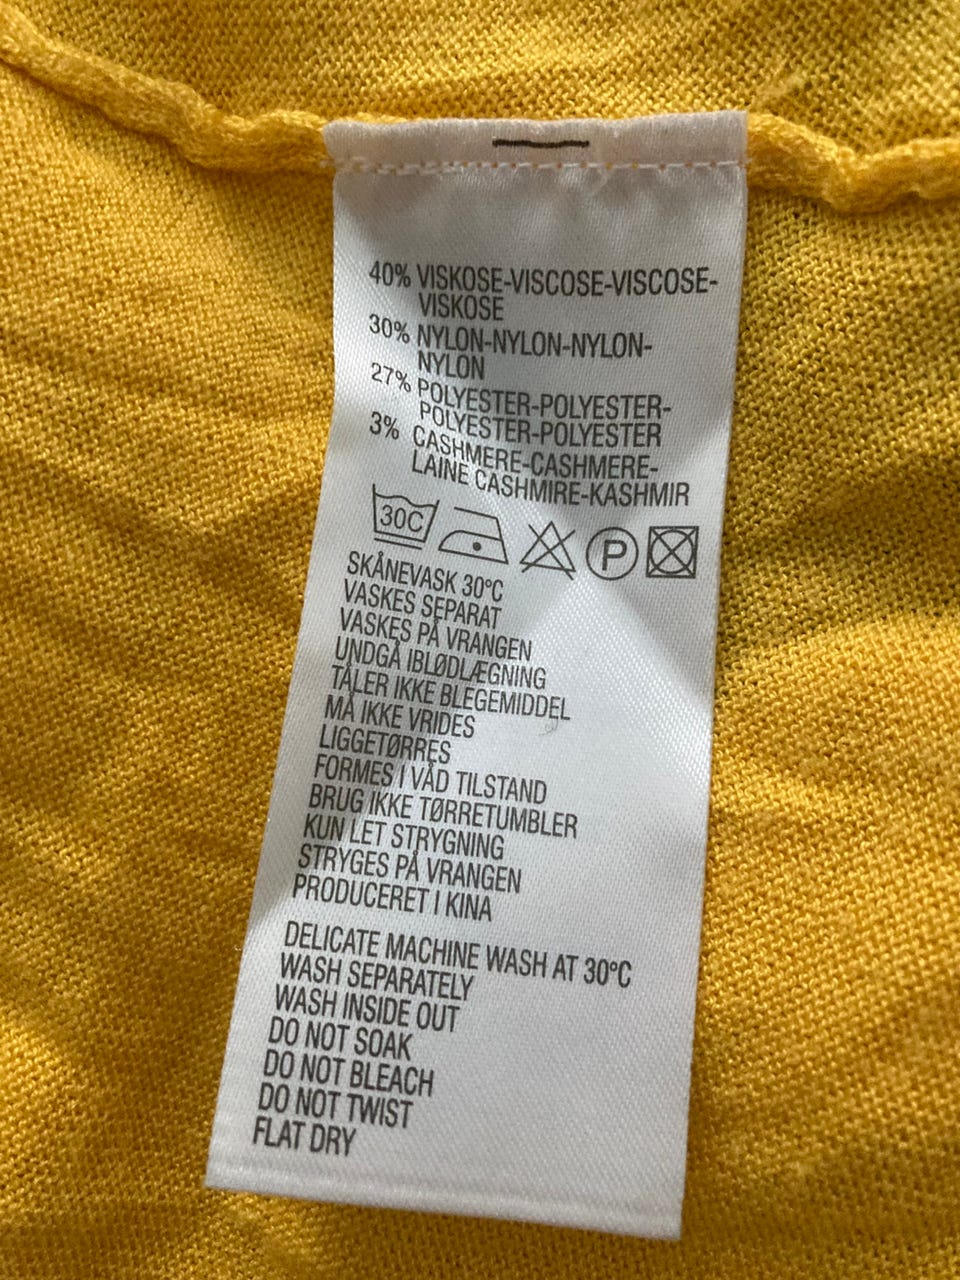 40% VISKOSE-VISCOSE-VISCOSE-
VISKOSE
30% NYLON-NYLON-NYLON-
NYLON
27% POLYESTER-POLYESTER-
POLYESTER-POLYESTER
3% CASHMERE-CASHMERE-
LAINE CASHMIRE-KASHMIR
30C P
SKÅNEVASK 30°C
VASKES SEPARAT
VASKES PÅ VRANGEN
UNDGÅ IBLØDLÆGNING
TÅLER IKKE BLEGEMIDDEL
MÅ IKKE VRIDES
LIGGETØRRES
FORMES I VÅD TILSTAND
BRUG IKKE TØRRETUMBLER
KUN LET STRYGNING
STRYGES PÅ VRANGEN
PRODUCERET I KINA
DELICATE MACHINE WASH AT 30°C
WASH SEPARATELY
WASH INSIDE OUT
DO NOT SOAK
DO NOT BLEACH
DO NOT TWIST
FLAT DRY